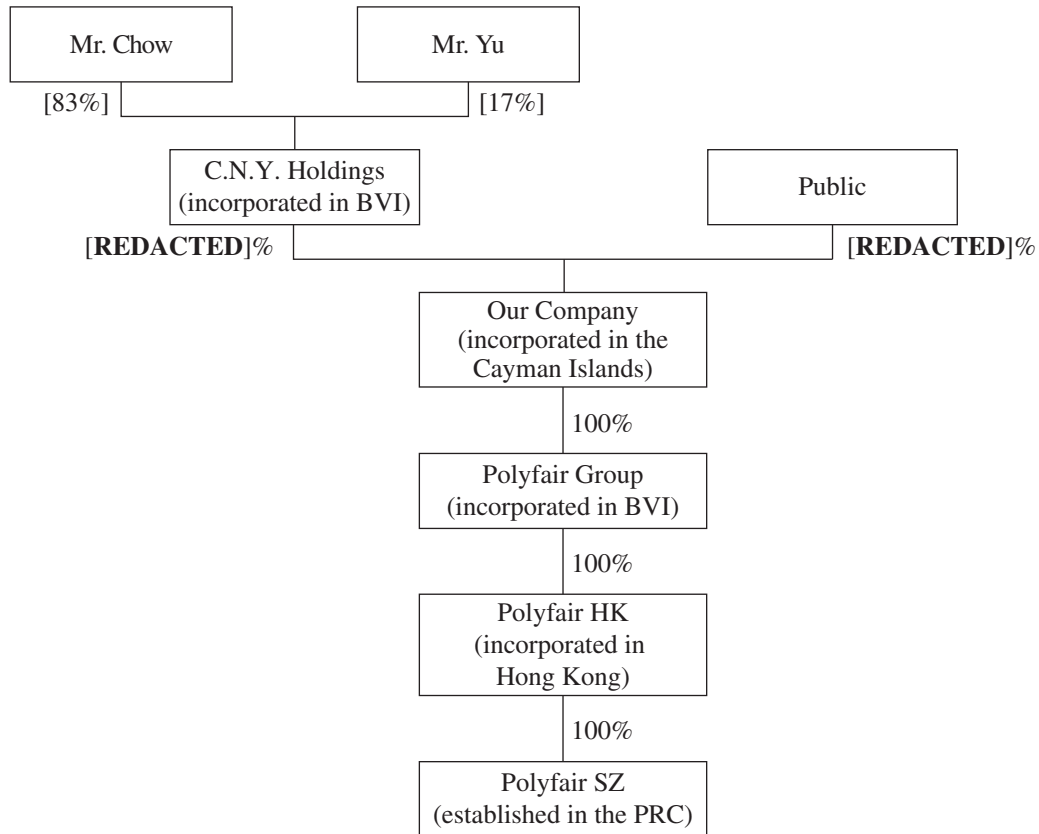 Mr. Chow
Mr. Yu
[83%]
[17%]
C.N.Y. Holdings
(incorporated in BVI)
Public
[REDACTED]%
[REDACTED]%
Our Company
(incorporated in the
Cayman Islands)
100%
Polyfair Group
(incorporated in BVI)
100%
Polyfair HK
(incorporated in
Hong Kong)
100%
Polyfair SZ
(established in the PRC)